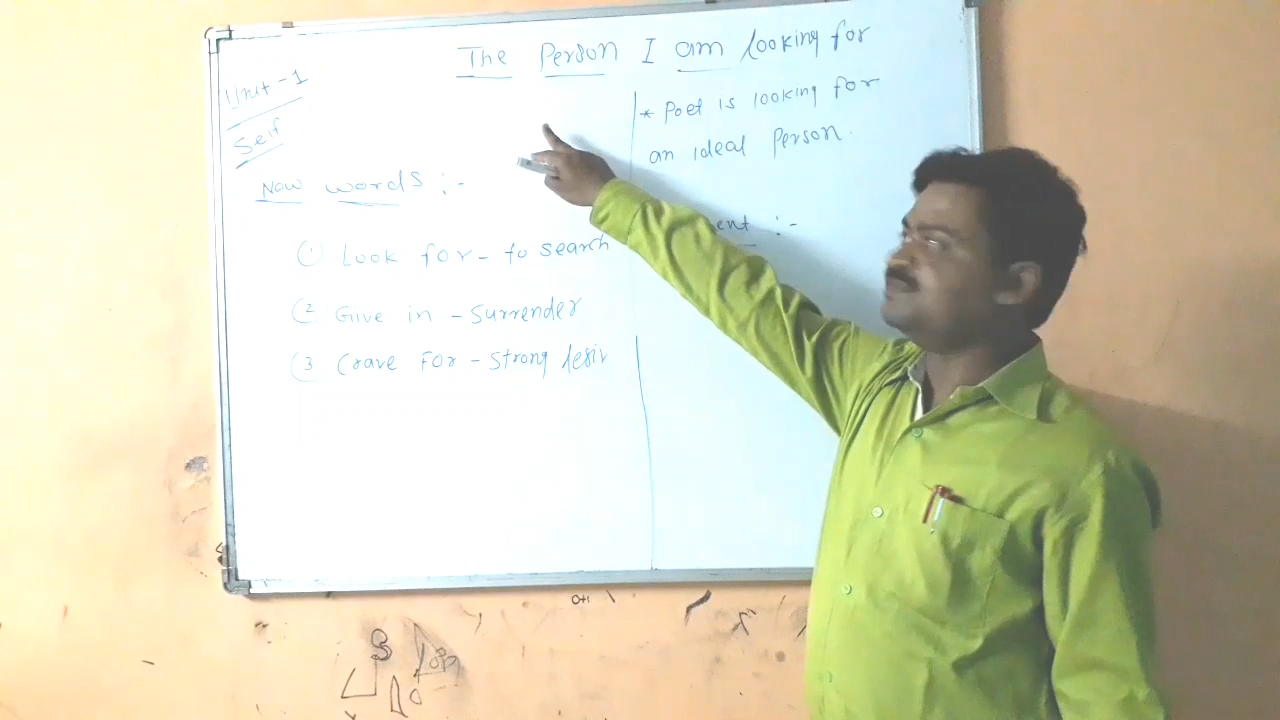 The Person I am looking for
Unit - 1
Self
* Poet is looking for
an ideal Person.
New words :-
ent :-
(1) Look for - to search
(2) Give in - Surrender
(3) Crave For - Strong desir